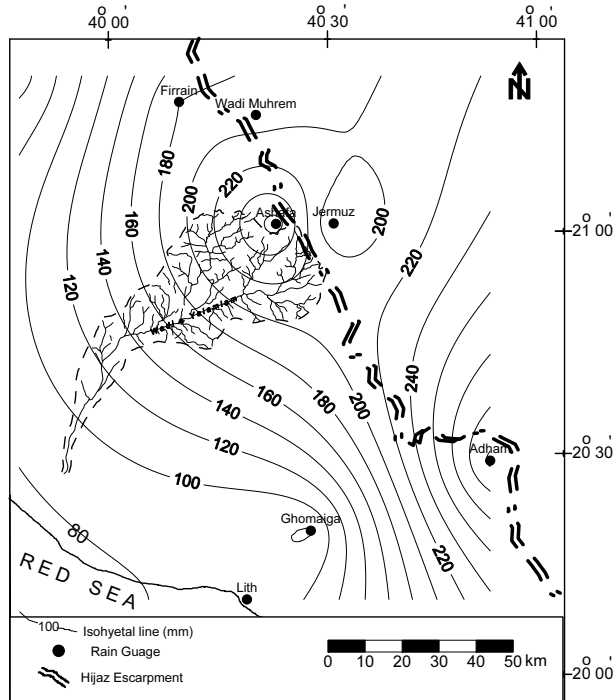 40 00
40 30
41 00
N
Firrain
Wadi Muhrem
180
220
200
Ashafa
Jermuz
200
160
140
120
220
21 00
Wadi Yalamlam
240
160
180
200
140
120
100
Adham
20 30
Ghomaiga
80
220
RED SEA
Lith
100 Isohyetal line (mm)
Rain Guage
Hijaz Escarpment
0 10 20 30 40 50 km
20 00